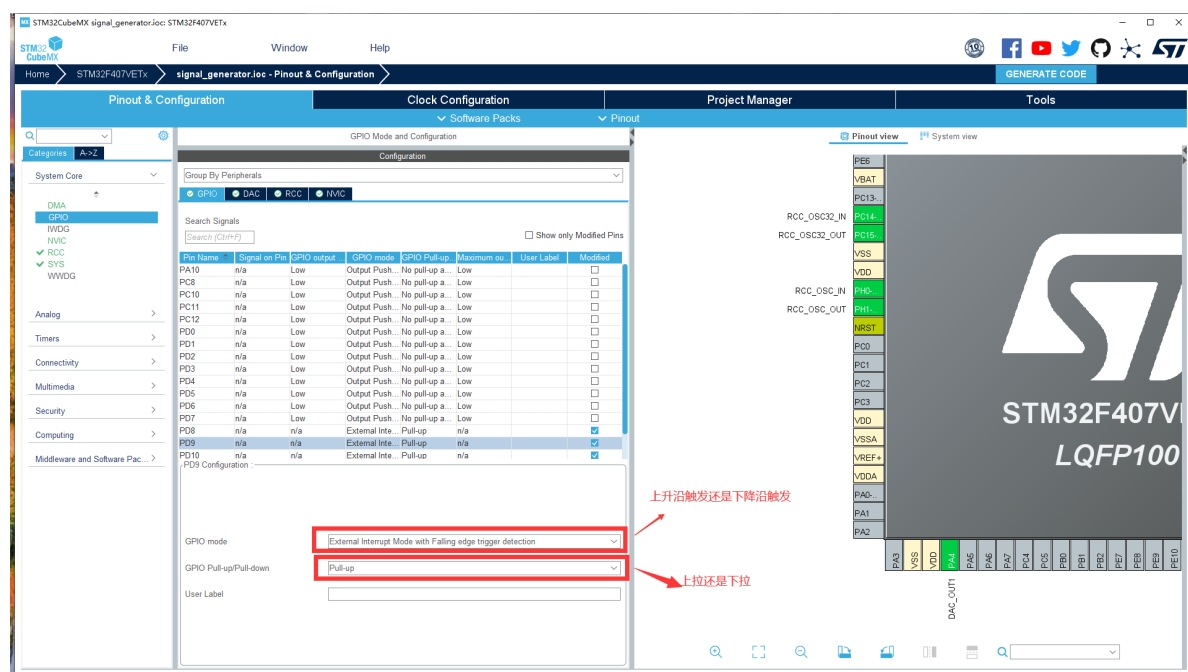 STM32CubeMX signal_generator.ioc: STM32F407VETx
STM32
CubeMX
File Window Help
10
Home STM32F407VETx signal_generator.ioc - Pinout & Configuration GENERATE CODE
Pinout & Configuration Clock Configuration Project Manager Tools
Software Packs Pinout
GPIO Mode and Configuration
Pinout view System view
Categories A->Z
Configuration
System Core
Group By Peripherals
GPIO DAC RCC NVIC
DMA
GPIO
IWDG
NVIC
RCC
SYS
WWDG
Analog
Timers
Connectivity
Multimedia
Security
Computing
Middleware and Software Pac...
Search Signals
Search (Ctrl+F) Show only Modified Pins
Pin Name Signal on Pin GPIO output ... GPIO mode GPIO Pull-up... Maximum ou... User Label Modified
PA10 n/a Low Output Push... No pull-up a... Low
PC8 n/a Low Output Push... No pull-up a... Low
PC10 n/a Low Output Push... No pull-up a... Low
PC11 n/a Low Output Push... No pull-up a... Low
PC12 n/a Low Output Push... No pull-up a... Low
PD0 n/a Low Output Push... No pull-up a... Low
PD1 n/a Low Output Push... No pull-up a... Low
PD2 n/a Low Output Push... No pull-up a... Low
PD3 n/a Low Output Push... No pull-up a... Low
PD4 n/a Low Output Push... No pull-up a... Low
PD5 n/a Low Output Push... No pull-up a... Low
PD6 n/a Low Output Push... No pull-up a... Low
PD7 n/a Low Output Push... No pull-up a... Low
PD8 n/a n/a External Inte... Pull-up n/a
PD9 n/a n/a External Inte... Pull-up n/a
PD10 n/a n/a External Inte... Pull-up n/a
PD9 Configuration :
GPIO mode External Interrupt Mode with Falling edge trigger detection
GPIO Pull-up/Pull-down Pull-up
User Label
上升沿触发还是下降沿触发
上拉还是下拉
PE6
VBAT
PC13-..
RCC_OSC32_IN PC14-..
RCC_OSC32_OUT PC15-..
VSS
VDD
RCC_OSC_IN PH0-..
RCC_OSC_OUT PH1-..
NRST
PC0
PC1
PC2
PC3
VDD
VSSA
VREF+
VDDA
PA0-..
PA1
PA2
STM32F407VE
LQFP100
PA3 VSS VDD PA4 PA5 PA6 PA7 PC4 PC5 PB0 PB1 PB2 PE7 PE8 PE9 PE10
DAC_OUT1